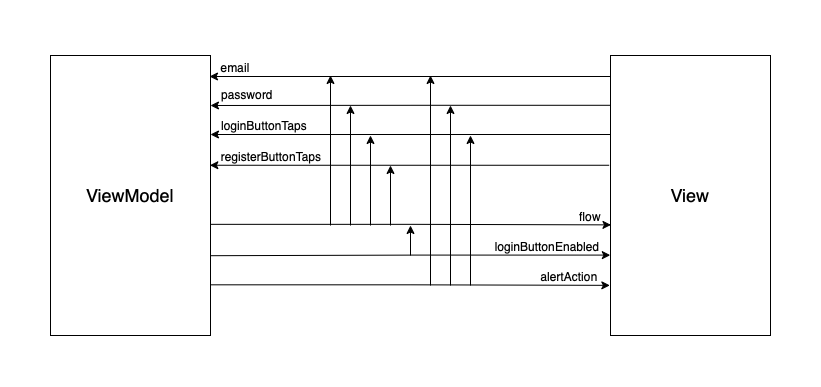 email
password
loginButtonTaps
registerButtonTaps
ViewModel
View
flow
loginButtonEnabled
alertAction